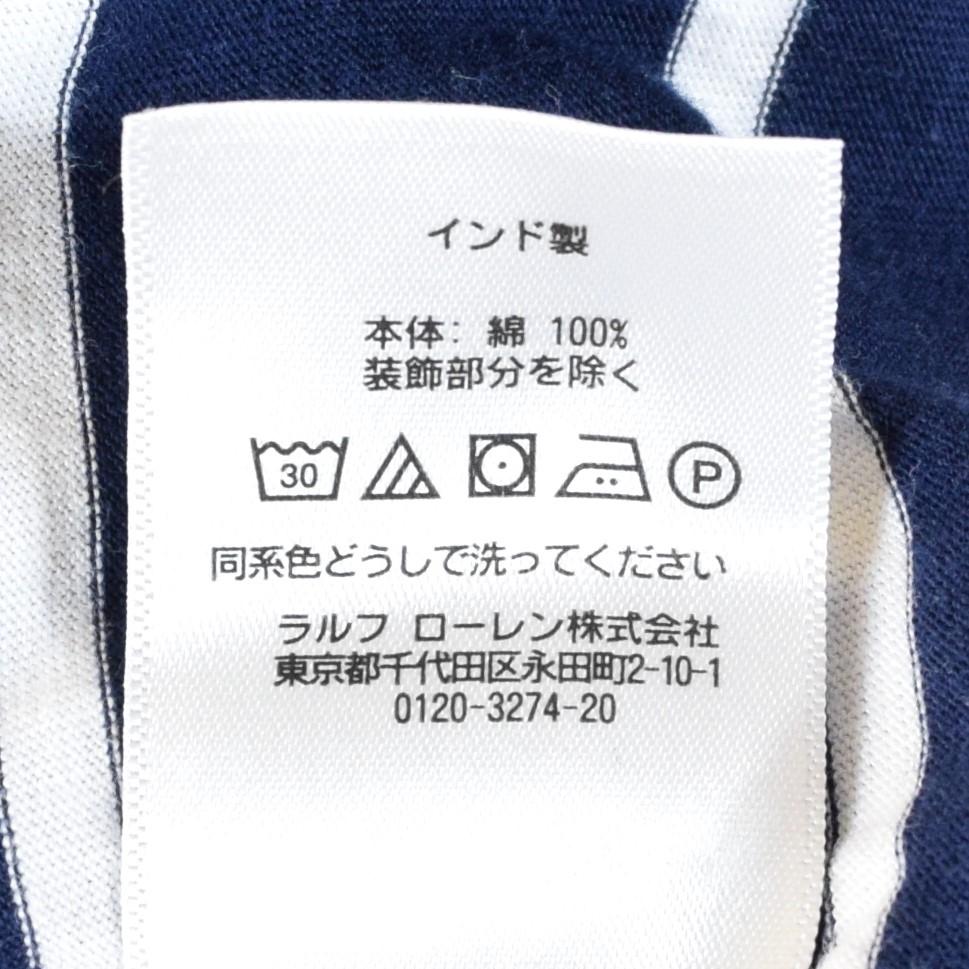 インド製
本体: 綿 100%
装飾部分を除く
30
P
同系色どうしで洗ってください
ラルフ ローレン株式会社
東京都千代田区永田町2-10-1
0120-3274-20